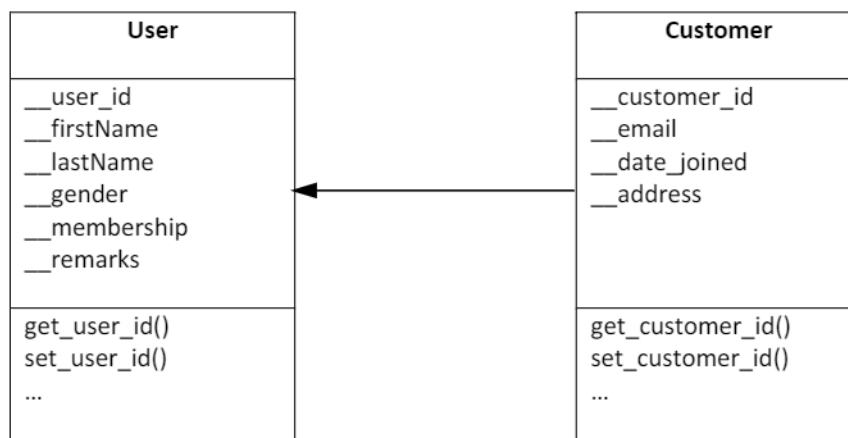 User
__user_id
__firstName
__lastName
__gender
__membership
__remarks
get_user_id()
set_user_id()
...
Customer
__customer_id
__email
__date_joined
__address
get_customer_id()
set_customer_id()
...